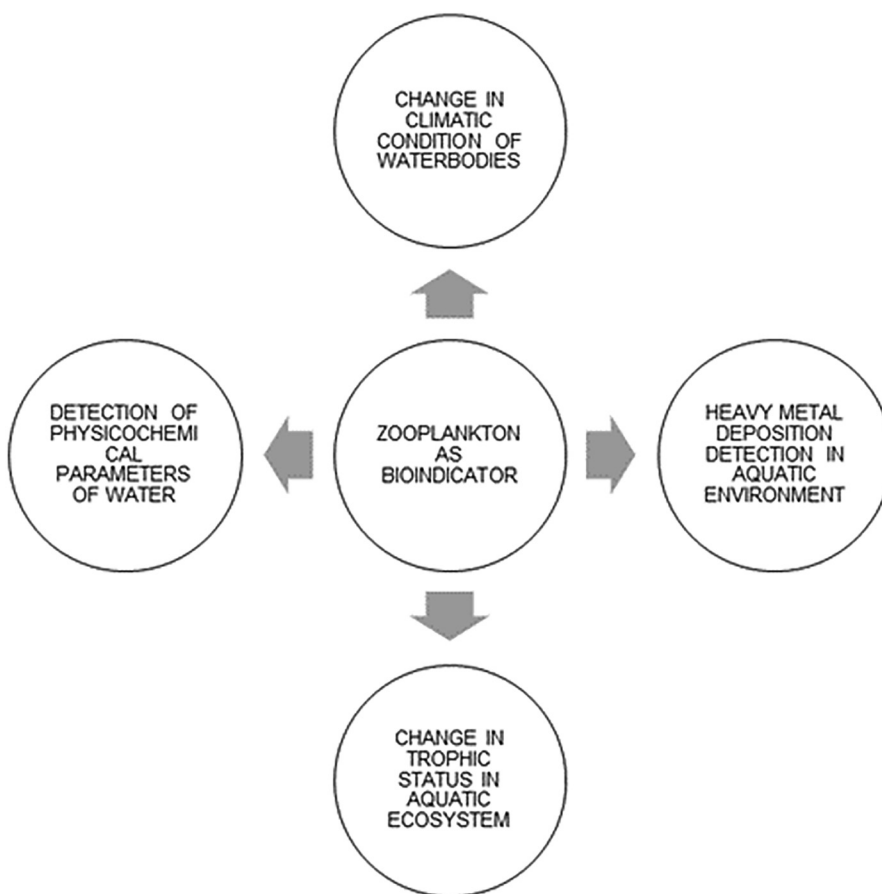 CHANGE IN
CLIMATIC
CONDITION OF
WATERBODIES
DETECTION OF
PHYSICOCHEMI
CAL
PARAMETERS
OF WATER
ZOOPLANKTON
AS
BIOINDICATOR
HEAVY METAL
DEPOSITION
DETECTION IN
AQUATIC
ENVIRONMENT
CHANGE IN
TROPHIC
STATUS IN
AQUATIC
ECOSYSTEM